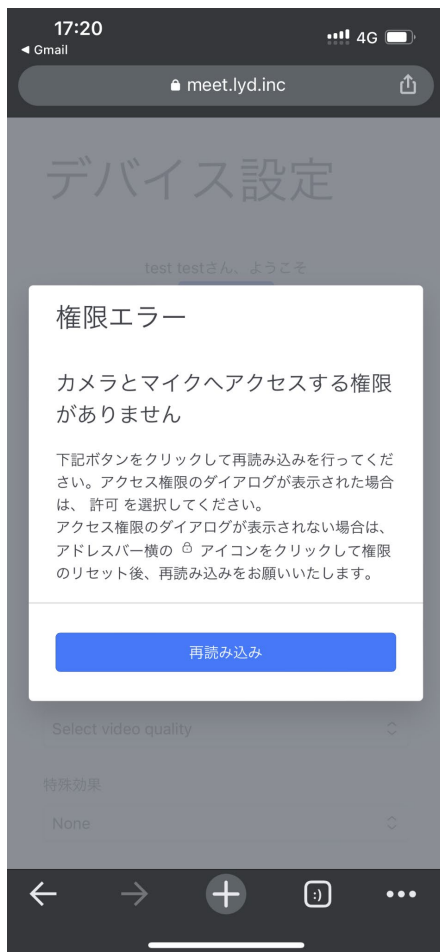 17:20
4G
◀ Gmail
meet.lyd.inc
デバイス設定
test testさん、ようこそ
権限エラー
カメラとマイクへアクセスする権限
がありません
下記ボタンをクリックして再読み込みを行ってくだ
さい。アクセス権限のダイアログが表示された場合
は、 許可 を選択してください。
アクセス権限のダイアログが表示されない場合は、
アドレスバー横の アイコンをクリックして権限
のリセット後、再読み込みをお願いいたします。
再読み込み
Select video quality
特殊効果
None
:)